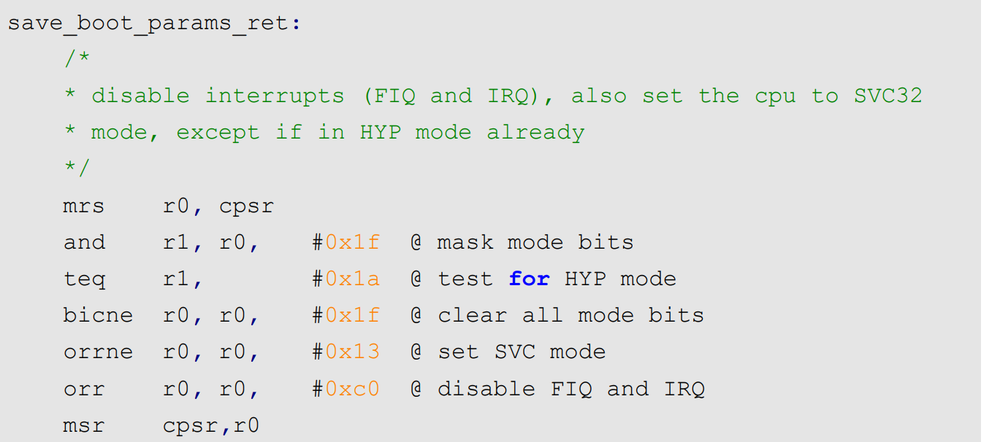 save_boot_params_ret:
/*
* disable interrupts (FIQ and IRQ), also set the cpu to SVC32
* mode, except if in HYP mode already
*/
mrs r0, cpsr
and r1, r0, #0x1f @ mask mode bits
teq r1, #0x1a @ test for HYP mode
bicne r0, r0, #0x1f @ clear all mode bits
orrne r0, r0, #0x13 @ set SVC mode
orr r0, r0, #0xc0 @ disable FIQ and IRQ
msr cpsr,r0